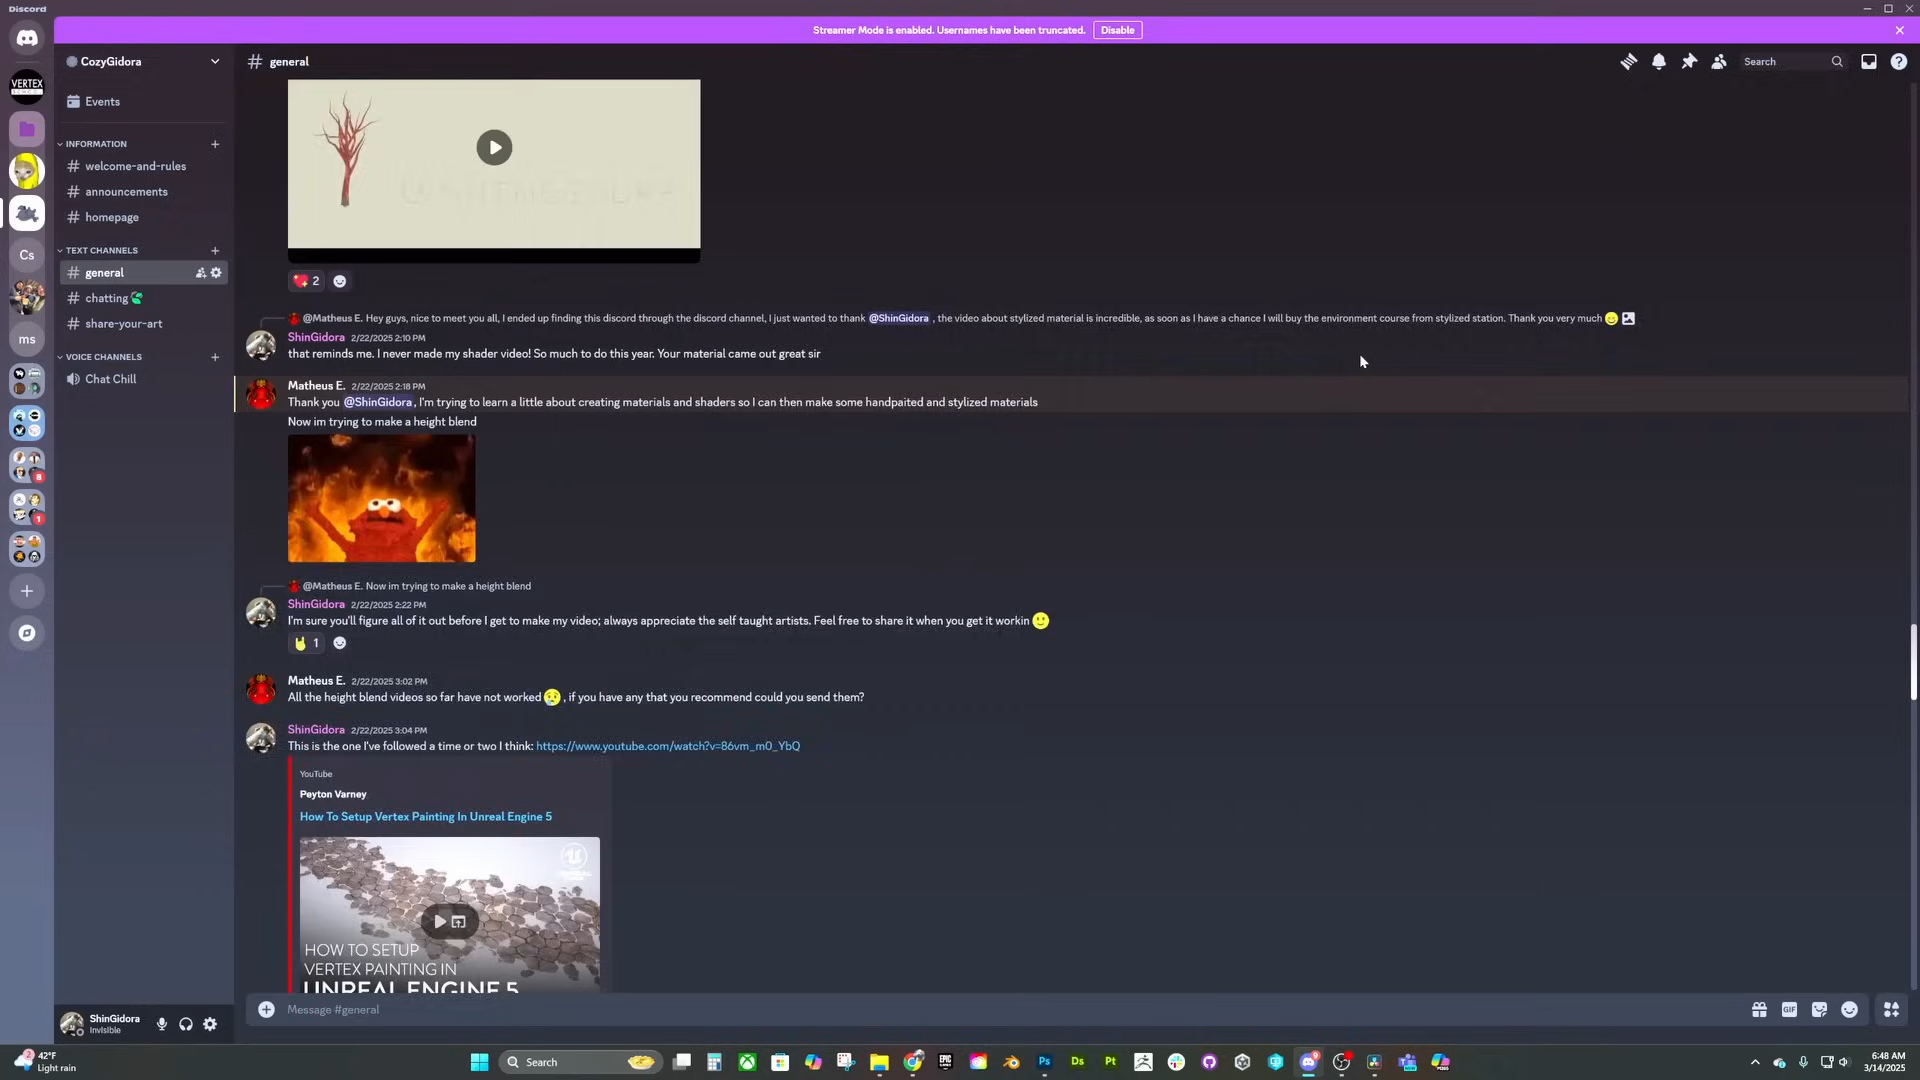 Discord
Streamer Mode is enabled. Usernames have been truncated. Disable
VERTEX
CozyGidora
# general
Search
Events
INFORMATION
# welcome-and-rules
# announcements
# homepage
TEXT CHANNELS
# general
# chatting
# share-your-art
VOICE CHANNELS
Chat Chill
Cs
ms
8
1
2
@Matheus E. Hey guys, nice to meet you all, I ended up finding this discord through the discord channel, I just wanted to thank @ShinGidora , the video about stylized material is incredible, as soon as I have a chance I will buy the environment course from stylized station. Thank you very much
ShinGidora 2/22/2025 2:10 PM
that reminds me. I never made my shader video! So much to do this year. Your material came out great sir
Matheus E. 2/22/2025 2:18 PM
Thank you @ShinGidora, I'm trying to learn a little about creating materials and shaders so I can then make some handpaited and stylized materials
Now im trying to make a height blend
@Matheus E. Now im trying to make a height blend
ShinGidora 2/22/2025 2:22 PM
I'm sure you'll figure all of it out before I get to make my video; always appreciate the self taught artists. Feel free to share it when you get it workin
1
Matheus E. 2/22/2025 3:02 PM
All the height blend videos so far have not worked , if you have any that you recommend could you send them?
ShinGidora 2/22/2025 3:04 PM
This is the one I've followed a time or two I think: https://www.youtube.com/watch?v=86vm_m0_YbQ
YouTube
Peyton Varney
How To Setup Vertex Painting In Unreal Engine 5
HOW TO SETUP
VERTEX PAINTING IN
UNREAL ENGINE 5
Message #general
GIF
ShinGidora
Invisible
2
42°F
Light rain
Search
EPIC
Ps
Ds
Pt
6:48 AM
3/14/2025